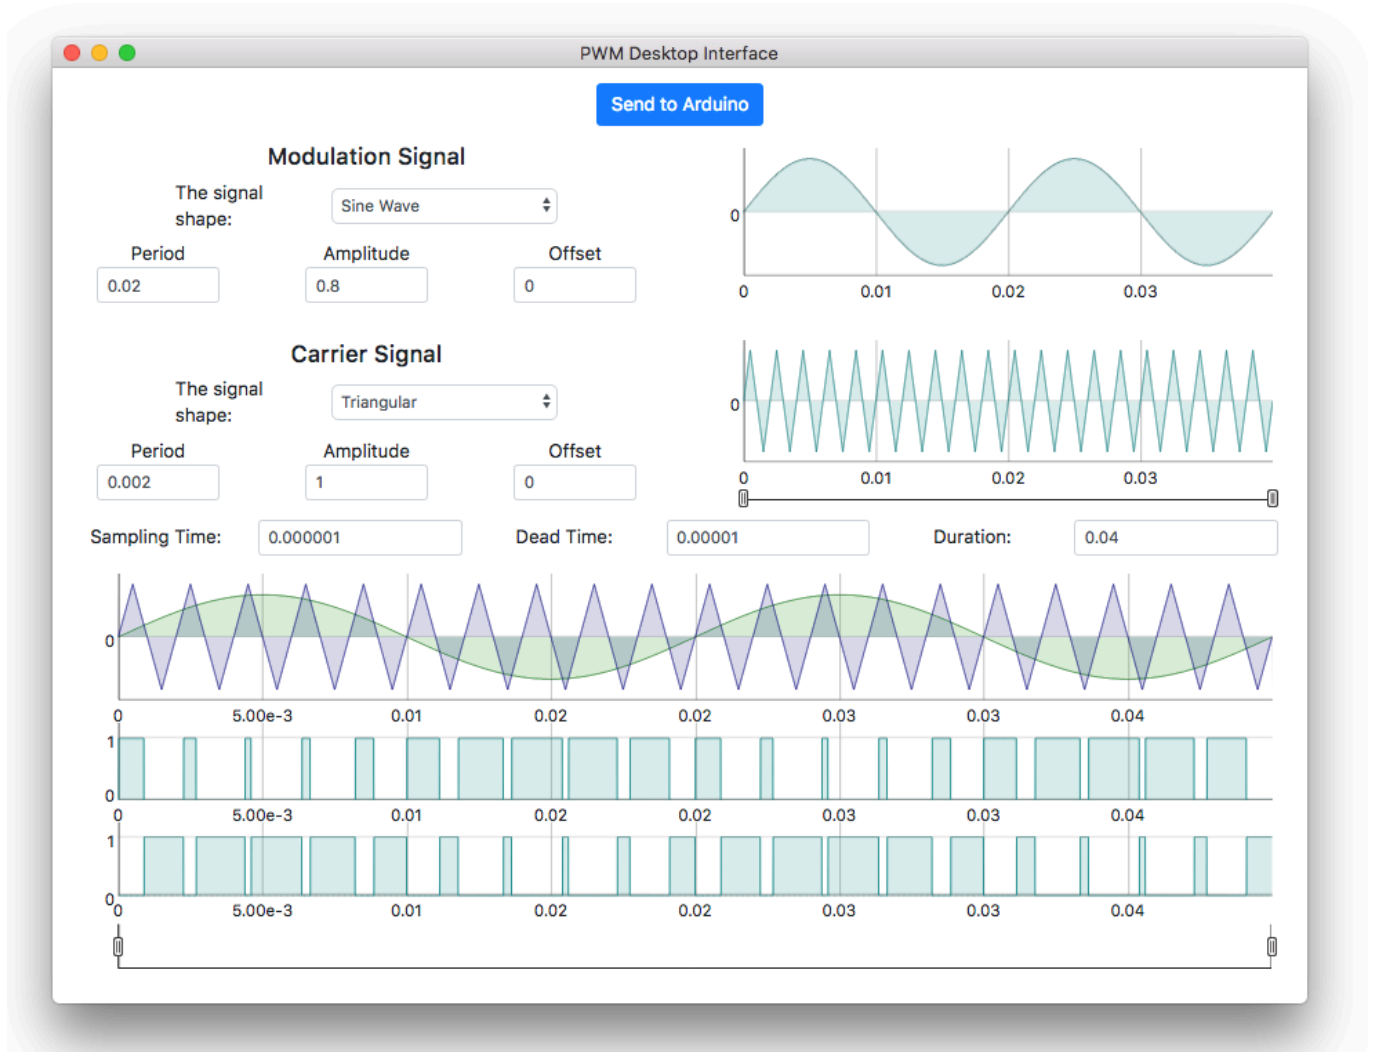 PWM Desktop Interface
Send to Arduino
Modulation Signal
The signal
shape:
Sine Wave
Period Amplitude Offset
0.02 0.8 0
0
0 0.01 0.02 0.03
Carrier Signal
The signal
shape:
Triangular
Period Amplitude Offset
0.002 1 0
0
0 0.01 0.02 0.03
Sampling Time: 0.000001 Dead Time: 0.00001 Duration: 0.04
0
0 5.00e-3 0.01 0.02 0.02 0.03 0.03 0.04
1
0
0 5.00e-3 0.01 0.02 0.02 0.03 0.03 0.04
1
0
0 5.00e-3 0.01 0.02 0.02 0.03 0.03 0.04